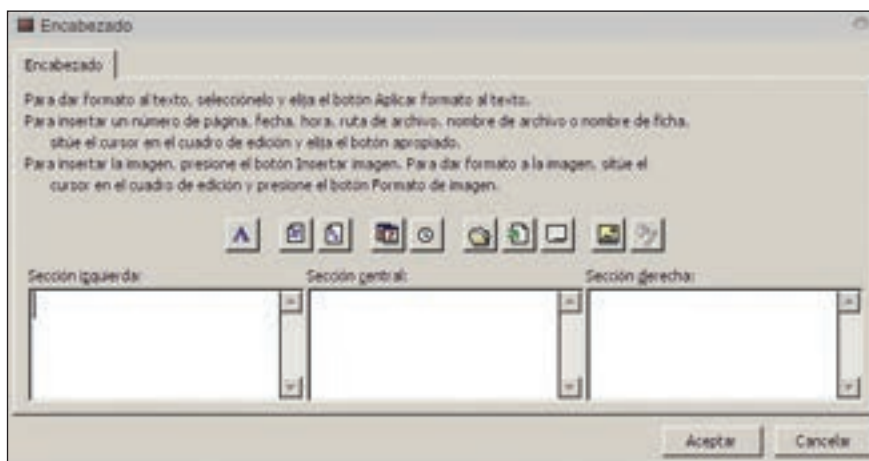 Encabezado
Encabezado
Para dar formato al texto, selecciónelo y elija el botón Aplicar formato al texto.
Para insertar un número de página, fecha, hora, ruta de archivo, nombre de archivo o nombre de ficha,
sitúe el cursor en el cuadro de edición y elija el botón apropiado.
Para insertar la imagen, presione el botón Insertar imagen. Para dar formato a la imagen, sitúe el
cursor en el cuadro de edición y presione el botón Formato de imagen.
A
Sección izquierda: Sección central: Sección derecha:
Aceptar Cancelar